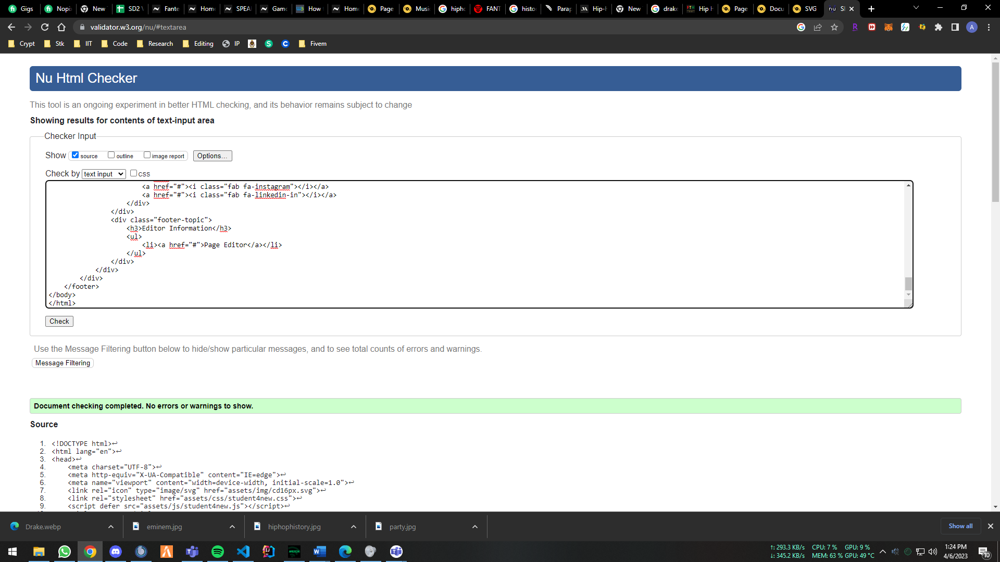 Gigs
Nopi
New
SD2
Fante
Home
SPEA
Game
How
Home
Page
Music
hipho
FANT
histo
Parap
Hip-H
New
drake
Hip H
Page
Docu
SVG
validator.w3.org/nu/#textarea
A
Crypt
Stk
IIT
Code
Research
Editing
IP
Fivem
Nu Html Checker
This tool is an ongoing experiment in better HTML checking, and its behavior remains subject to change
Showing results for contents of text-input area
Checker Input
Show source outline image report Options...
Check by text input css
<a href="#"><i class="fab fa-instagram"></i></a>
<a href="#"><i class="fab fa-linkedin-in"></i></a>
</div>
</div>
<div class="footer-topic">
<h3>Editor Information</h3>
<ul>
<li><a href="#">Page Editor</a></li>
</ul>
</div>
</div>
</div>
</footer>
</body>
</html>
Check
Use the Message Filtering button below to hide/show particular messages, and to see total counts of errors and warnings.
Message Filtering
Document checking completed. No errors or warnings to show.
Source
1. <!DOCTYPE html>↩
2. <html lang="en">↩
3. <head>↩
4. <meta charset="UTF-8">↩
5. <meta http-equiv="X-UA-Compatible" content="IE=edge">↩
6. <meta name="viewport" content="width=device-width, initial-scale=1.0">↩
7. <link rel="icon" type="image/svg" href="assets/img/cd16px.svg">↩
8. <link rel="stylesheet" href="assets/css/student4new.css">↩
9. <script defer src="assets/js/student4new.js"></script>↩
Drake.webp
eminem.jpg
hiphophistory.jpg
party.jpg
Show all
↑: 293.3 KB/s CPU: 7 % GPU: 9 %
↓: 345.2 KB/s MEM: 63 % GPU: 49 °C
1:24 PM
4/6/2023
10